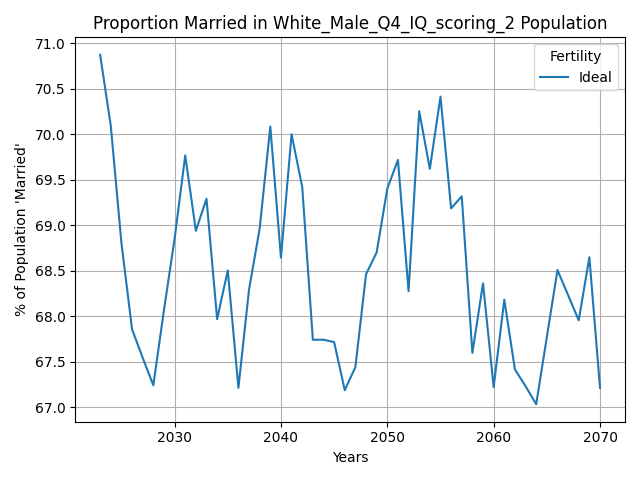 Proportion Married in White_Male_Q4_IQ_scoring_2 Population
71.0
70.5
70.0
69.5
69.0
68.5
68.0
67.5
67.0
% of Population 'Married'
Fertility
Ideal
2030 2040 2050 2060 2070
Years